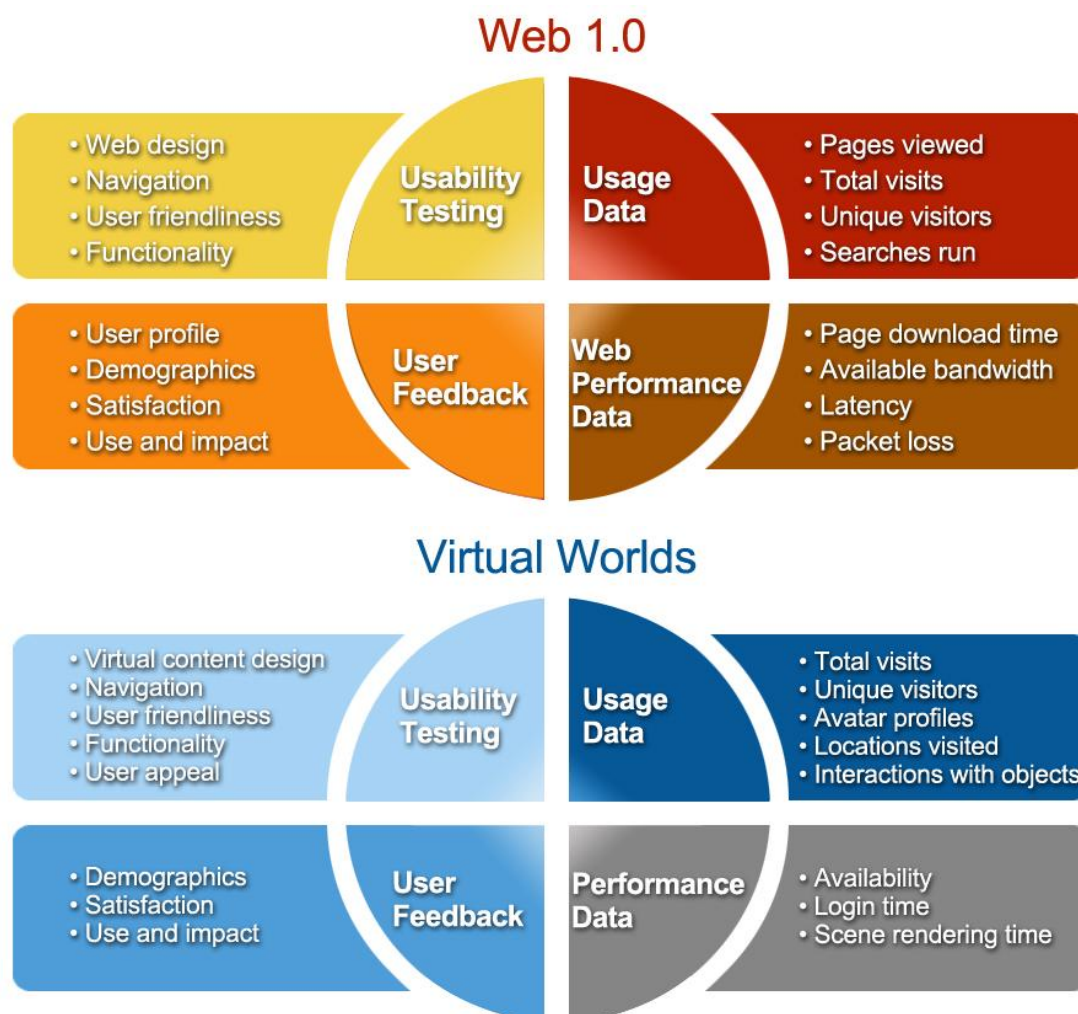 Web 1.0
• Web design
• Navigation
• User friendliness
• Functionality
Usability
Testing
Usage
Data
• Pages viewed
• Total visits
• Unique visitors
• Searches run
• User profile
• Demographics
• Satisfaction
• Use and impact
User
Feedback
Web
Performance
Data
• Page download time
• Available bandwidth
• Latency
• Packet loss
Virtual Worlds
• Virtual content design
• Navigation
• User friendliness
• Functionality
• User appeal
Usability
Testing
Usage
Data
• Total visits
• Unique visitors
• Avatar profiles
• Locations visited
• Interactions with objects
• Demographics
• Satisfaction
• Use and impact
User
Feedback
Performance
Data
• Availability
• Login time
• Scene rendering time